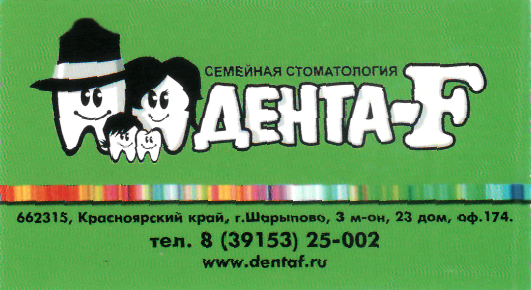 СЕМЕЙНАЯ СТОМАТОЛОГИЯ
ДЕНТА-F
662315, Красноярский край, г.Шарыпово, 3 м-он, 23 дом, оф.174.
тел. 8 (39153) 25-002
www.dentaf.ru